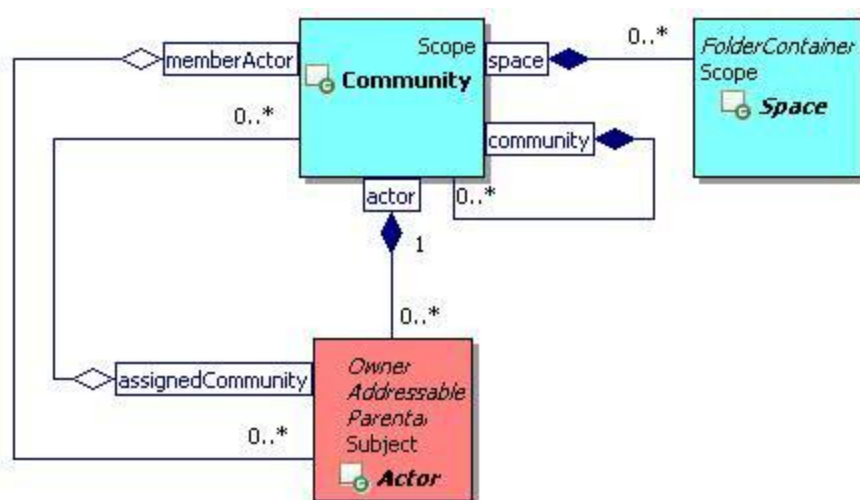 memberActor
Scope
Community
space
0..*
FolderContainer
Scope
Space
0..*
community
0..*
actor
1
0..*
assignedCommunity
Owner
Addressable
Parental
Subject
Actor
0..*